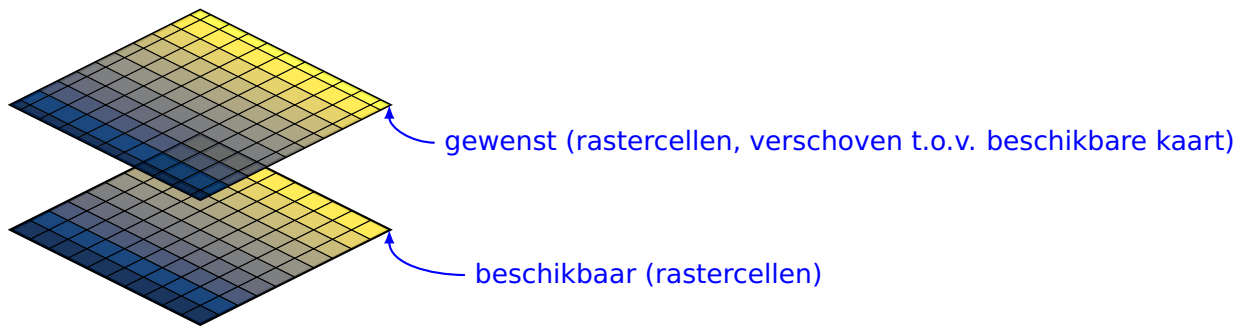 gewenst (rastercellen, verschoven t.o.v. beschikbare kaart)
beschikbaar (rastercellen)